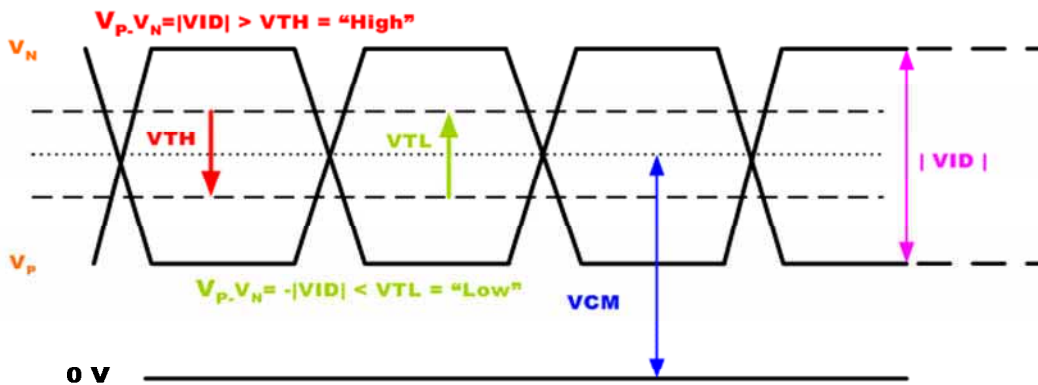 VP-VN=|VID| > VTH = “High”
VN
VTH
VTL
| VID |
VP
VP-VN= -|VID| < VTL = “Low”
VCM
0 V